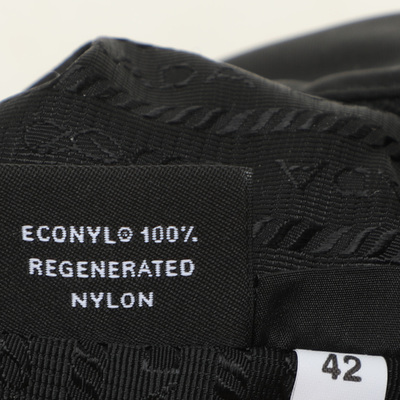 ECONYL® 100%
REGENERATED
NYLON
42